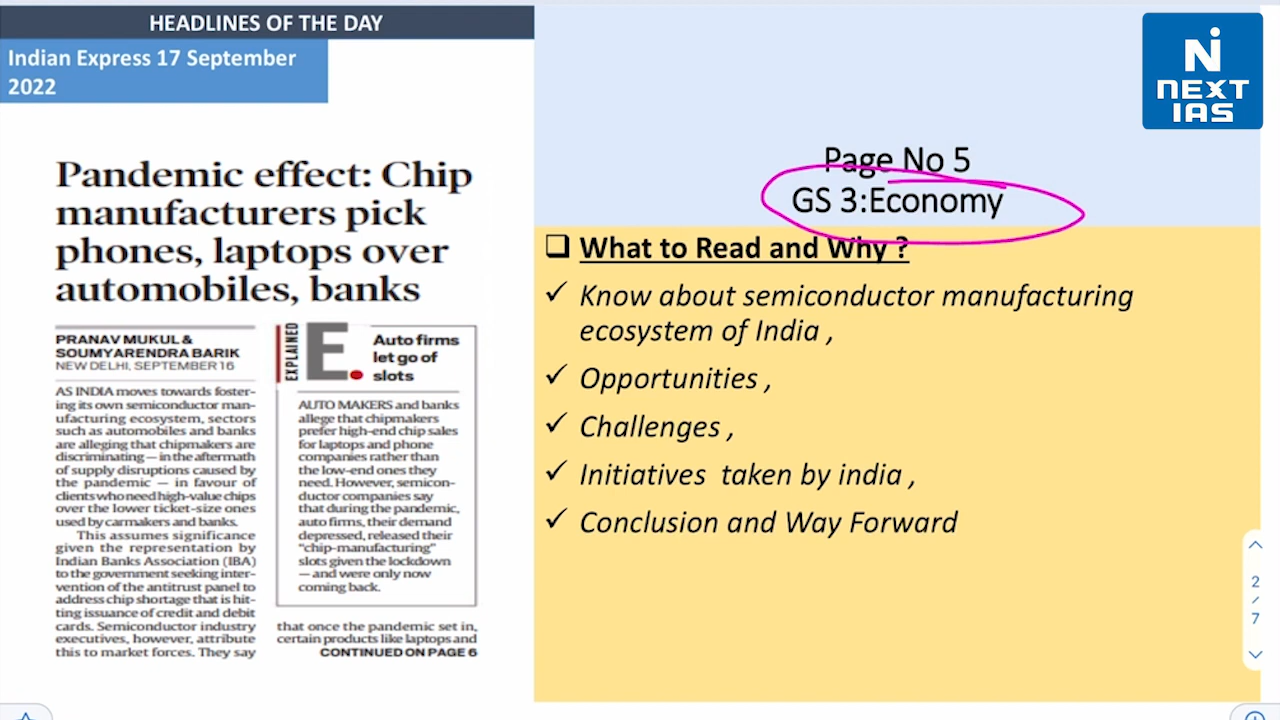 HEADLINES OF THE DAY
Indian Express 17 September
2022
Pandemic effect: Chip
manufacturers pick
phones, laptops over
automobiles, banks
PRANAV MUKUL &
SOUMYARENDRA BARIK
NEW DELHI, SEPTEMBER 16
AS INDIA moves towards foster-
ing its own semiconductor man-
ufacturing ecosystem, sectors
such as automobiles and banks
are alleging that chipmakers are
discriminating — in the aftermath
of supply disruptions caused by
the pandemic — in favour of
clients who need high-value chips
over the lower ticket-size ones
used by carmakers and banks.
This assumes significance
given the representation by
Indian Banks Association (IBA)
to the government seeking inter-
vention of the antitrust panel to
address chip shortage that is hit-
ting issuance of credit and debit
cards. Semiconductor industry
executives, however, attribute
this to market forces. They say
EXPLAINED
E.
Auto firms
let go of
slots
AUTO MAKERS and banks
allege that chipmakers
prefer high-end chip sales
for laptops and phone
companies rather than
the low-end ones they
need. However, semicon-
ductor companies say
that during the pandemic,
auto firms, their demand
depressed, released their
"chip-manufacturing"
slots given the lockdown
— and were only now
coming back.
that once the pandemic set in,
certain products like laptops and
CONTINUED ON PAGE 6
NEXT
IAS
Page No 5
GS 3:Economy
What to Read and Why ?
Know about semiconductor manufacturing
ecosystem of India ,
Opportunities ,
Challenges ,
Initiatives taken by india ,
Conclusion and Way Forward
2
/
7